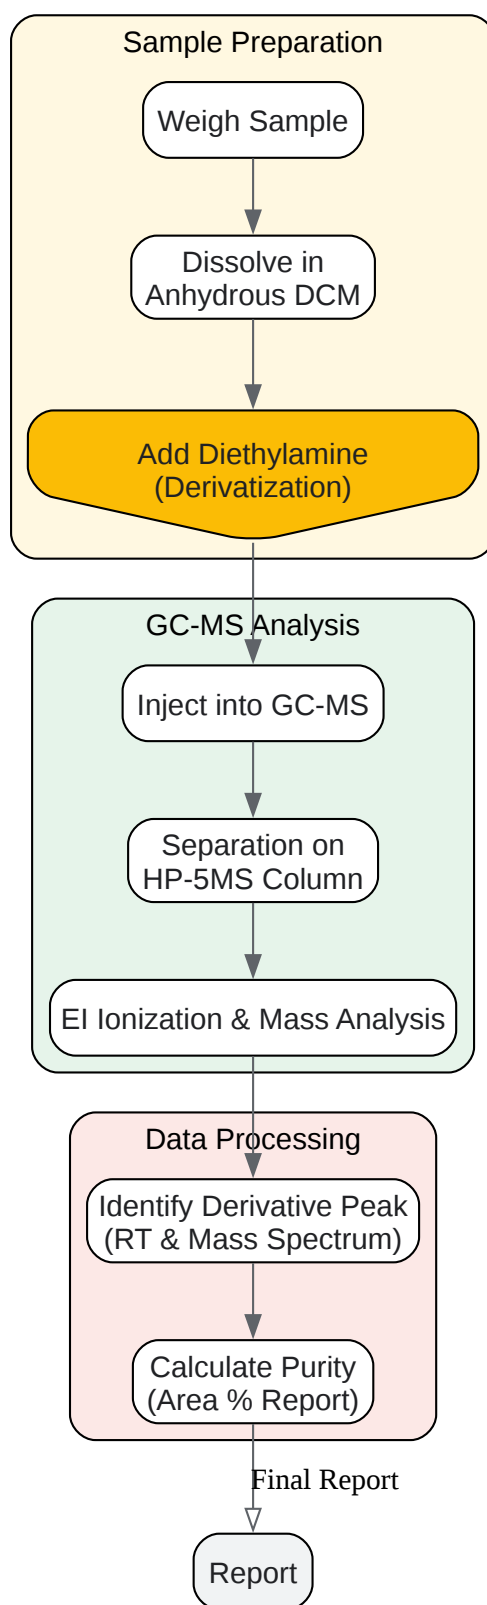 Sample Preparation
Weigh Sample
Dissolve in
Anhydrous DCM
Add Diethylamine
(Derivatization)
GC-MS Analysis
Inject into GC-MS
Separation on
HP-5MS Column
EI Ionization & Mass Analysis
Data Processing
Identify Derivative Peak
(RT & Mass Spectrum)
Calculate Purity
(Area % Report)
Final Report
Report